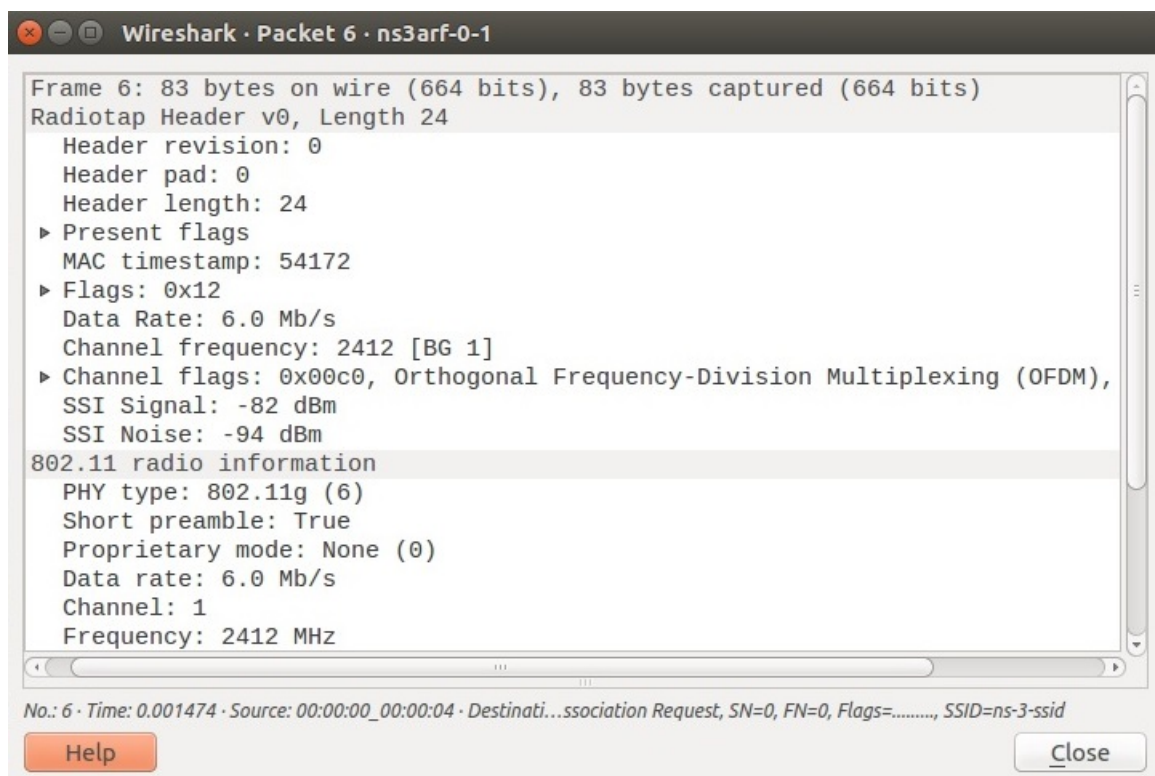 Wireshark · Packet 6 · ns3arf-0-1
Frame 6: 83 bytes on wire (664 bits), 83 bytes captured (664 bits)
Radiotap Header v0, Length 24
Header revision: 0
Header pad: 0
Header length: 24
Present flags
MAC timestamp: 54172
Flags: 0x12
Data Rate: 6.0 Mb/s
Channel frequency: 2412 [BG 1]
Channel flags: 0x00c0, Orthogonal Frequency-Division Multiplexing (OFDM),
SSI Signal: -82 dBm
SSI Noise: -94 dBm
802.11 radio information
PHY type: 802.11g (6)
Short preamble: True
Proprietary mode: None (0)
Data rate: 6.0 Mb/s
Channel: 1
Frequency: 2412 MHz
No.: 6 · Time: 0.001474 · Source: 00:00:00_00:00:04 · Destinati…ssociation Request, SN=0, FN=0, Flags=........., SSID=ns-3-ssid
Help
Close